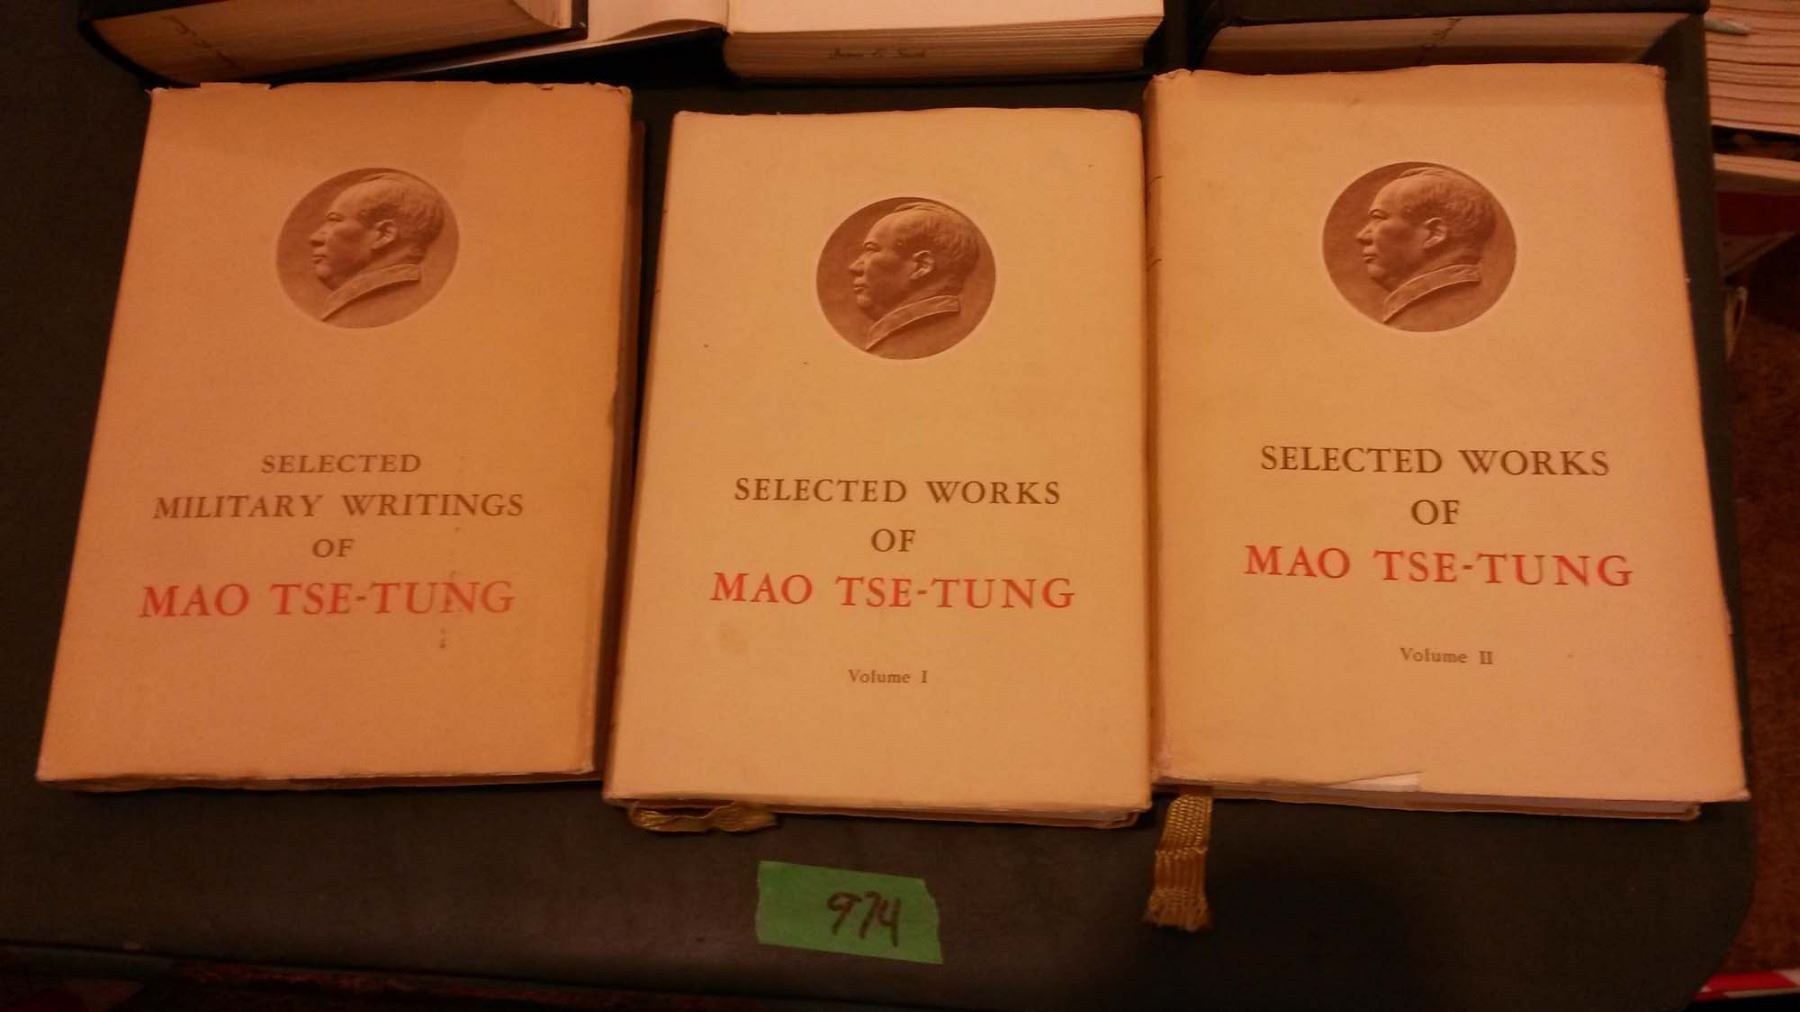 SELECTED
MILITARY WRITINGS
OF
MAO TSE-TUNG
SELECTED WORKS
OF
MAO TSE-TUNG
Volume I
SELECTED WORKS
OF
MAO TSE-TUNG
Volume II
974